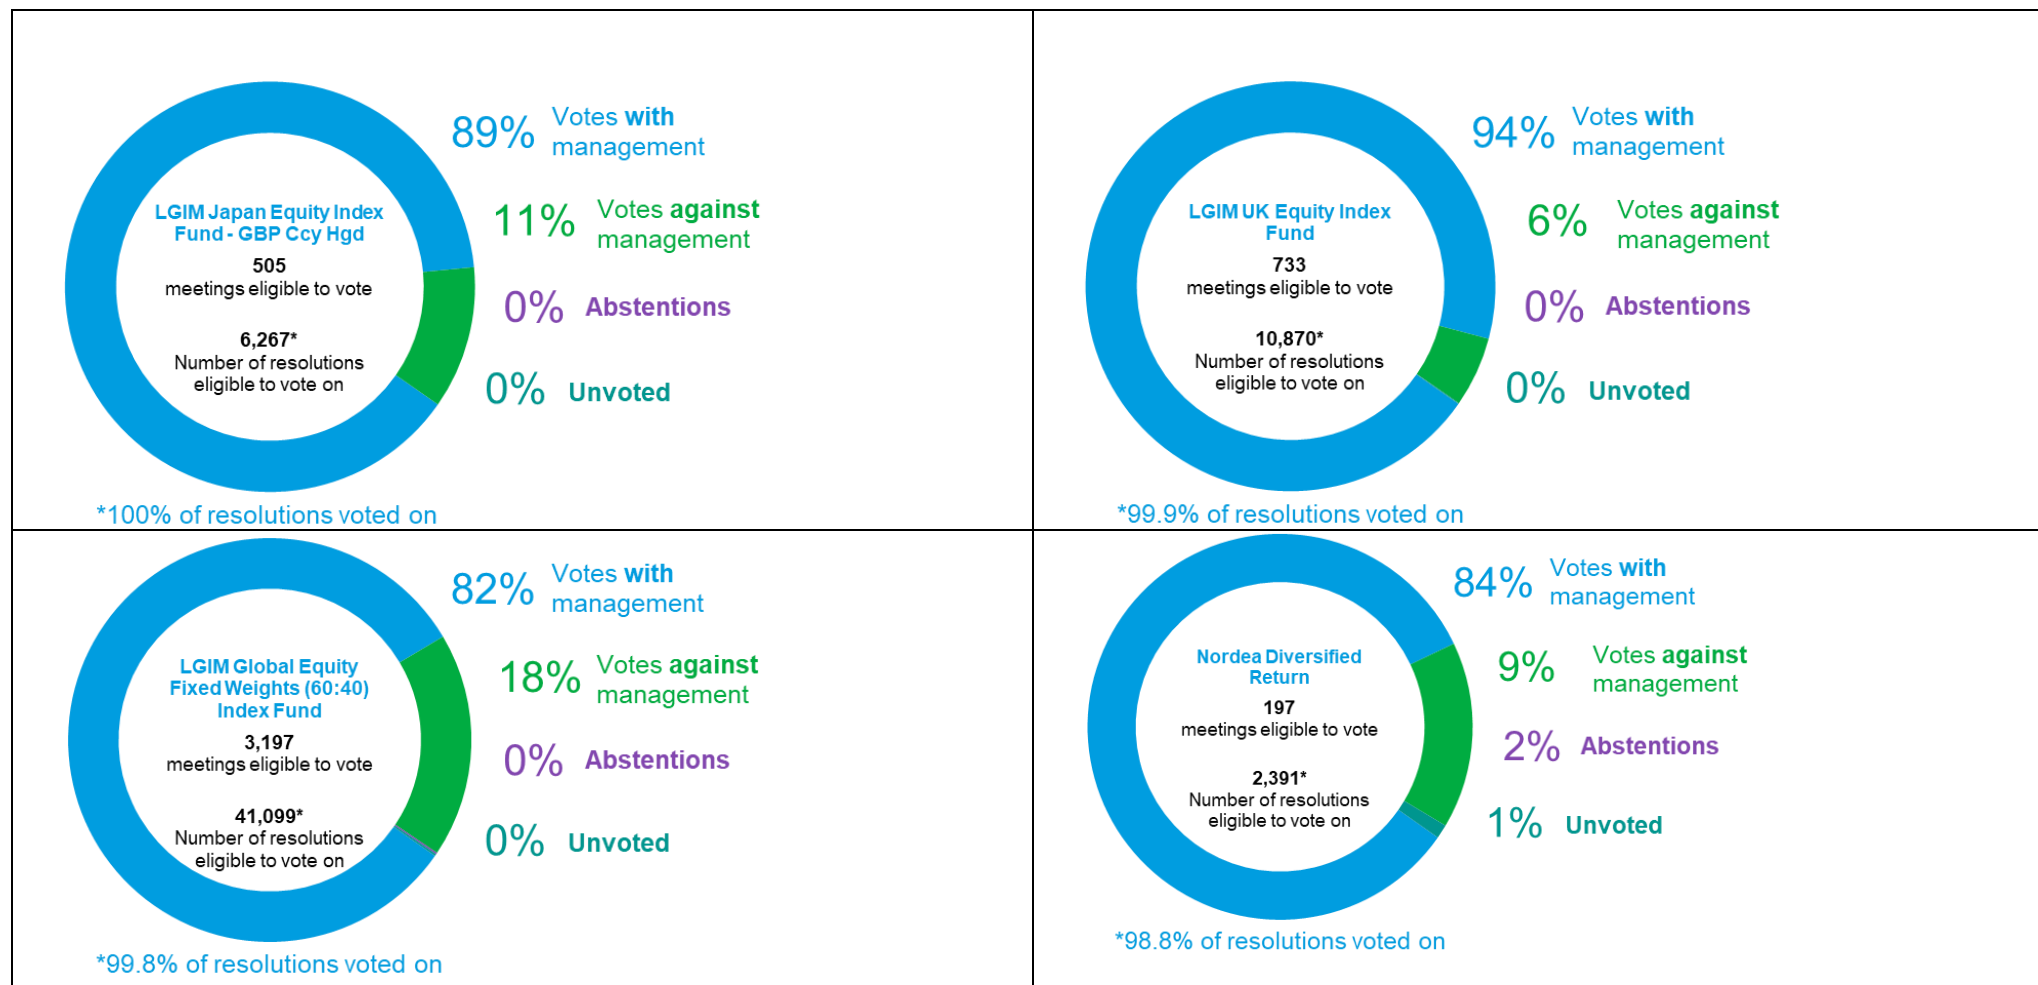 LGIM Japan Equity Index
Fund - GBP Ccy Hgd
505
meetings eligible to vote
6,267*
Number of resolutions
eligible to vote on
89%
Votes with
management
11%
Votes against
management
0%
Abstentions
0%
Unvoted
*100% of resolutions voted on
LGIM UK Equity Index
Fund
733
meetings eligible to vote
10,870*
Number of resolutions
eligible to vote on
94%
Votes with
management
6%
Votes against
management
0%
Abstentions
0%
Unvoted
*99.9% of resolutions voted on
LGIM Global Equity
Fixed Weights (60:40)
Index Fund
3,197
meetings eligible to vote
41,099*
Number of resolutions
eligible to vote on
82%
Votes with
management
18%
Votes against
management
0%
Abstentions
0%
Unvoted
*99.8% of resolutions voted on
Nordea Diversified
Return
197
meetings eligible to vote
2,391*
Number of resolutions
eligible to vote on
84%
Votes with
management
9%
Votes against
management
2%
Abstentions
1%
Unvoted
*98.8% of resolutions voted on